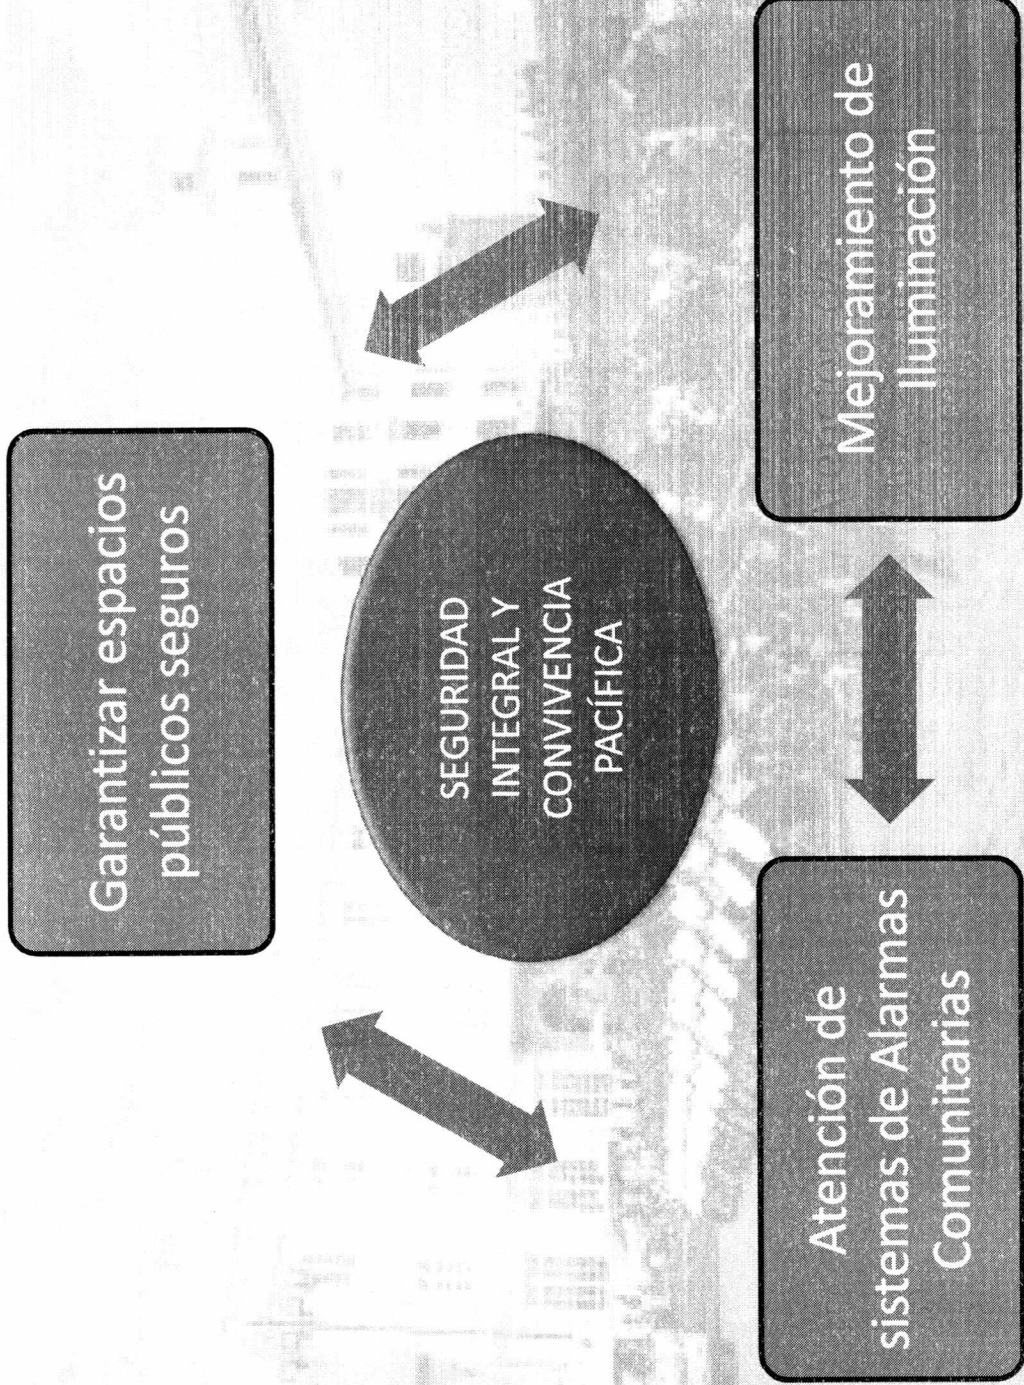 Garantizar espacios
públicos seguros
SEGURIDAD
INTEGRAL Y
CONVIVENCIA
PACÍFICA
Atención de
sistemas de Alarmas
Comunitarias
Mejoramiento de
Iluminación